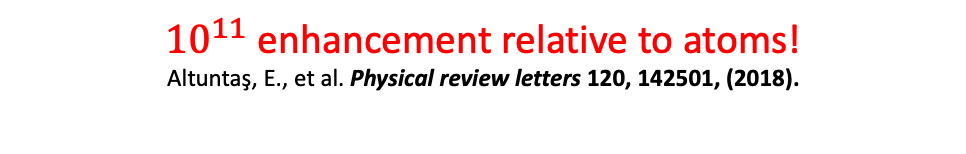 10¹¹ enhancement relative to atoms!
Altuntaş, E., et al. Physical review letters 120, 142501, (2018).